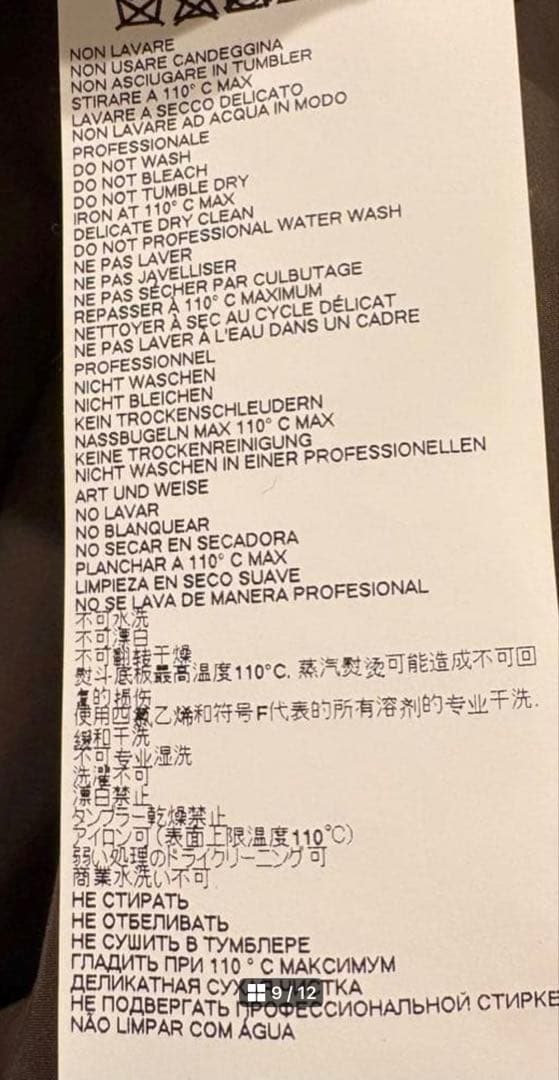 NON LAVARE
NON USARE CANDEGGINA
NON ASCIUGARE IN TUMBLER
STIRARE A 110° C MAX
LAVARE A SECCO DELICATO
NON LAVARE AD ACQUA IN MODO
PROFESSIONALE
DO NOT WASH
DO NOT BLEACH
DO NOT TUMBLE DRY
IRON AT 110° C MAX
DELICATE DRY CLEAN
DO NOT PROFESSIONAL WATER WASH
NE PAS LAVER
NE PAS JAVELLISER
NE PAS SÉCHER PAR CULBUTAGE
REPASSER À 110° C MAXIMUM
NETTOYER À SEC AU CYCLE DÉLICAT
NE PAS LAVER À L'EAU DANS UN CADRE
PROFESSIONNEL
NICHT WASCHEN
NICHT BLEICHEN
KEIN TROCKENSCHLEUDERN
NASSBUGELN MAX 110° C MAX
KEINE TROCKENREINIGUNG
NICHT WASCHEN IN EINER PROFESSIONELLEN
ART UND WEISE
NO LAVAR
NO BLANQUEAR
NO SECAR EN SECADORA
PLANCHAR A 110° C MAX
LIMPIEZA EN SECO SUAVE
NO SE LAVA DE MANERA PROFESIONAL
不可水洗
不可漂白
不可翻转干燥
熨斗底板最高温度110°C. 蒸汽熨烫可能造成不可回
复的损伤
使用四氯乙烯和符号F代表的所有溶剂的专业干洗.
缓和干洗
不可专业湿洗
洗濯不可
漂白禁止
タンブラー乾燥禁止
アイロン可(表面上限温度110℃)
弱い処理のドライクリーニング可
商業水洗い不可
НЕ СТИРАТЬ
НЕ ОТБЕЛИВАТЬ
НЕ СУШИТЬ В ТУМБЛЕРЕ
ГЛАДИТЬ ПРИ 110 ° С МАКСИМУМ
ДЕЛИКАТНАЯ
9 / 12
НЕ ПОДВЕРГАТЬ ПРОФЕССИОНАЛЬНОЙ СТИРКЕ
NÃO LIMPAR COM ÁGUA